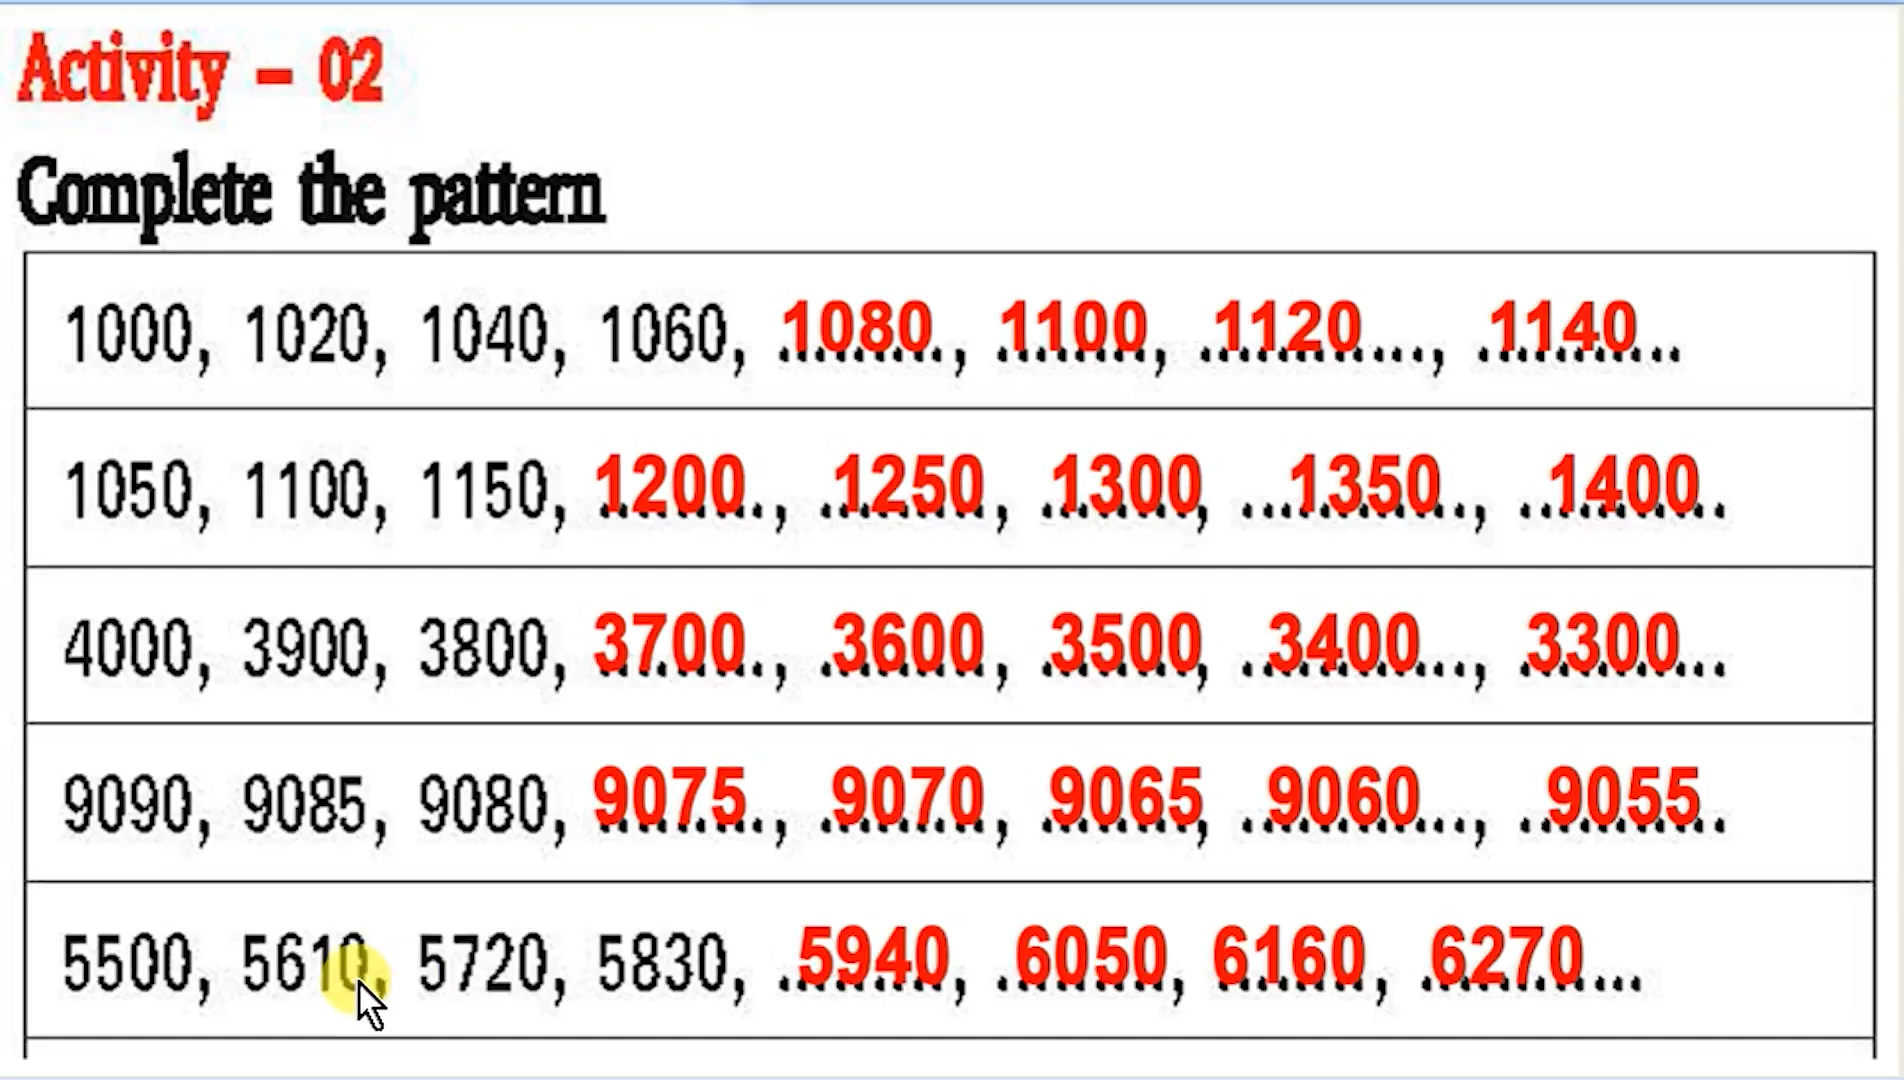 Activity – 02
Complete the pattern
1000, 1020, 1040, 1060, 1080, 1100, 1120, 1140
1050, 1100, 1150, 1200, 1250, 1300, 1350, 1400
4000, 3900, 3800, 3700, 3600, 3500, 3400, 3300
9090, 9085, 9080, 9075, 9070, 9065, 9060, 9055
5500, 5610, 5720, 5830, 5940, 6050, 6160, 6270